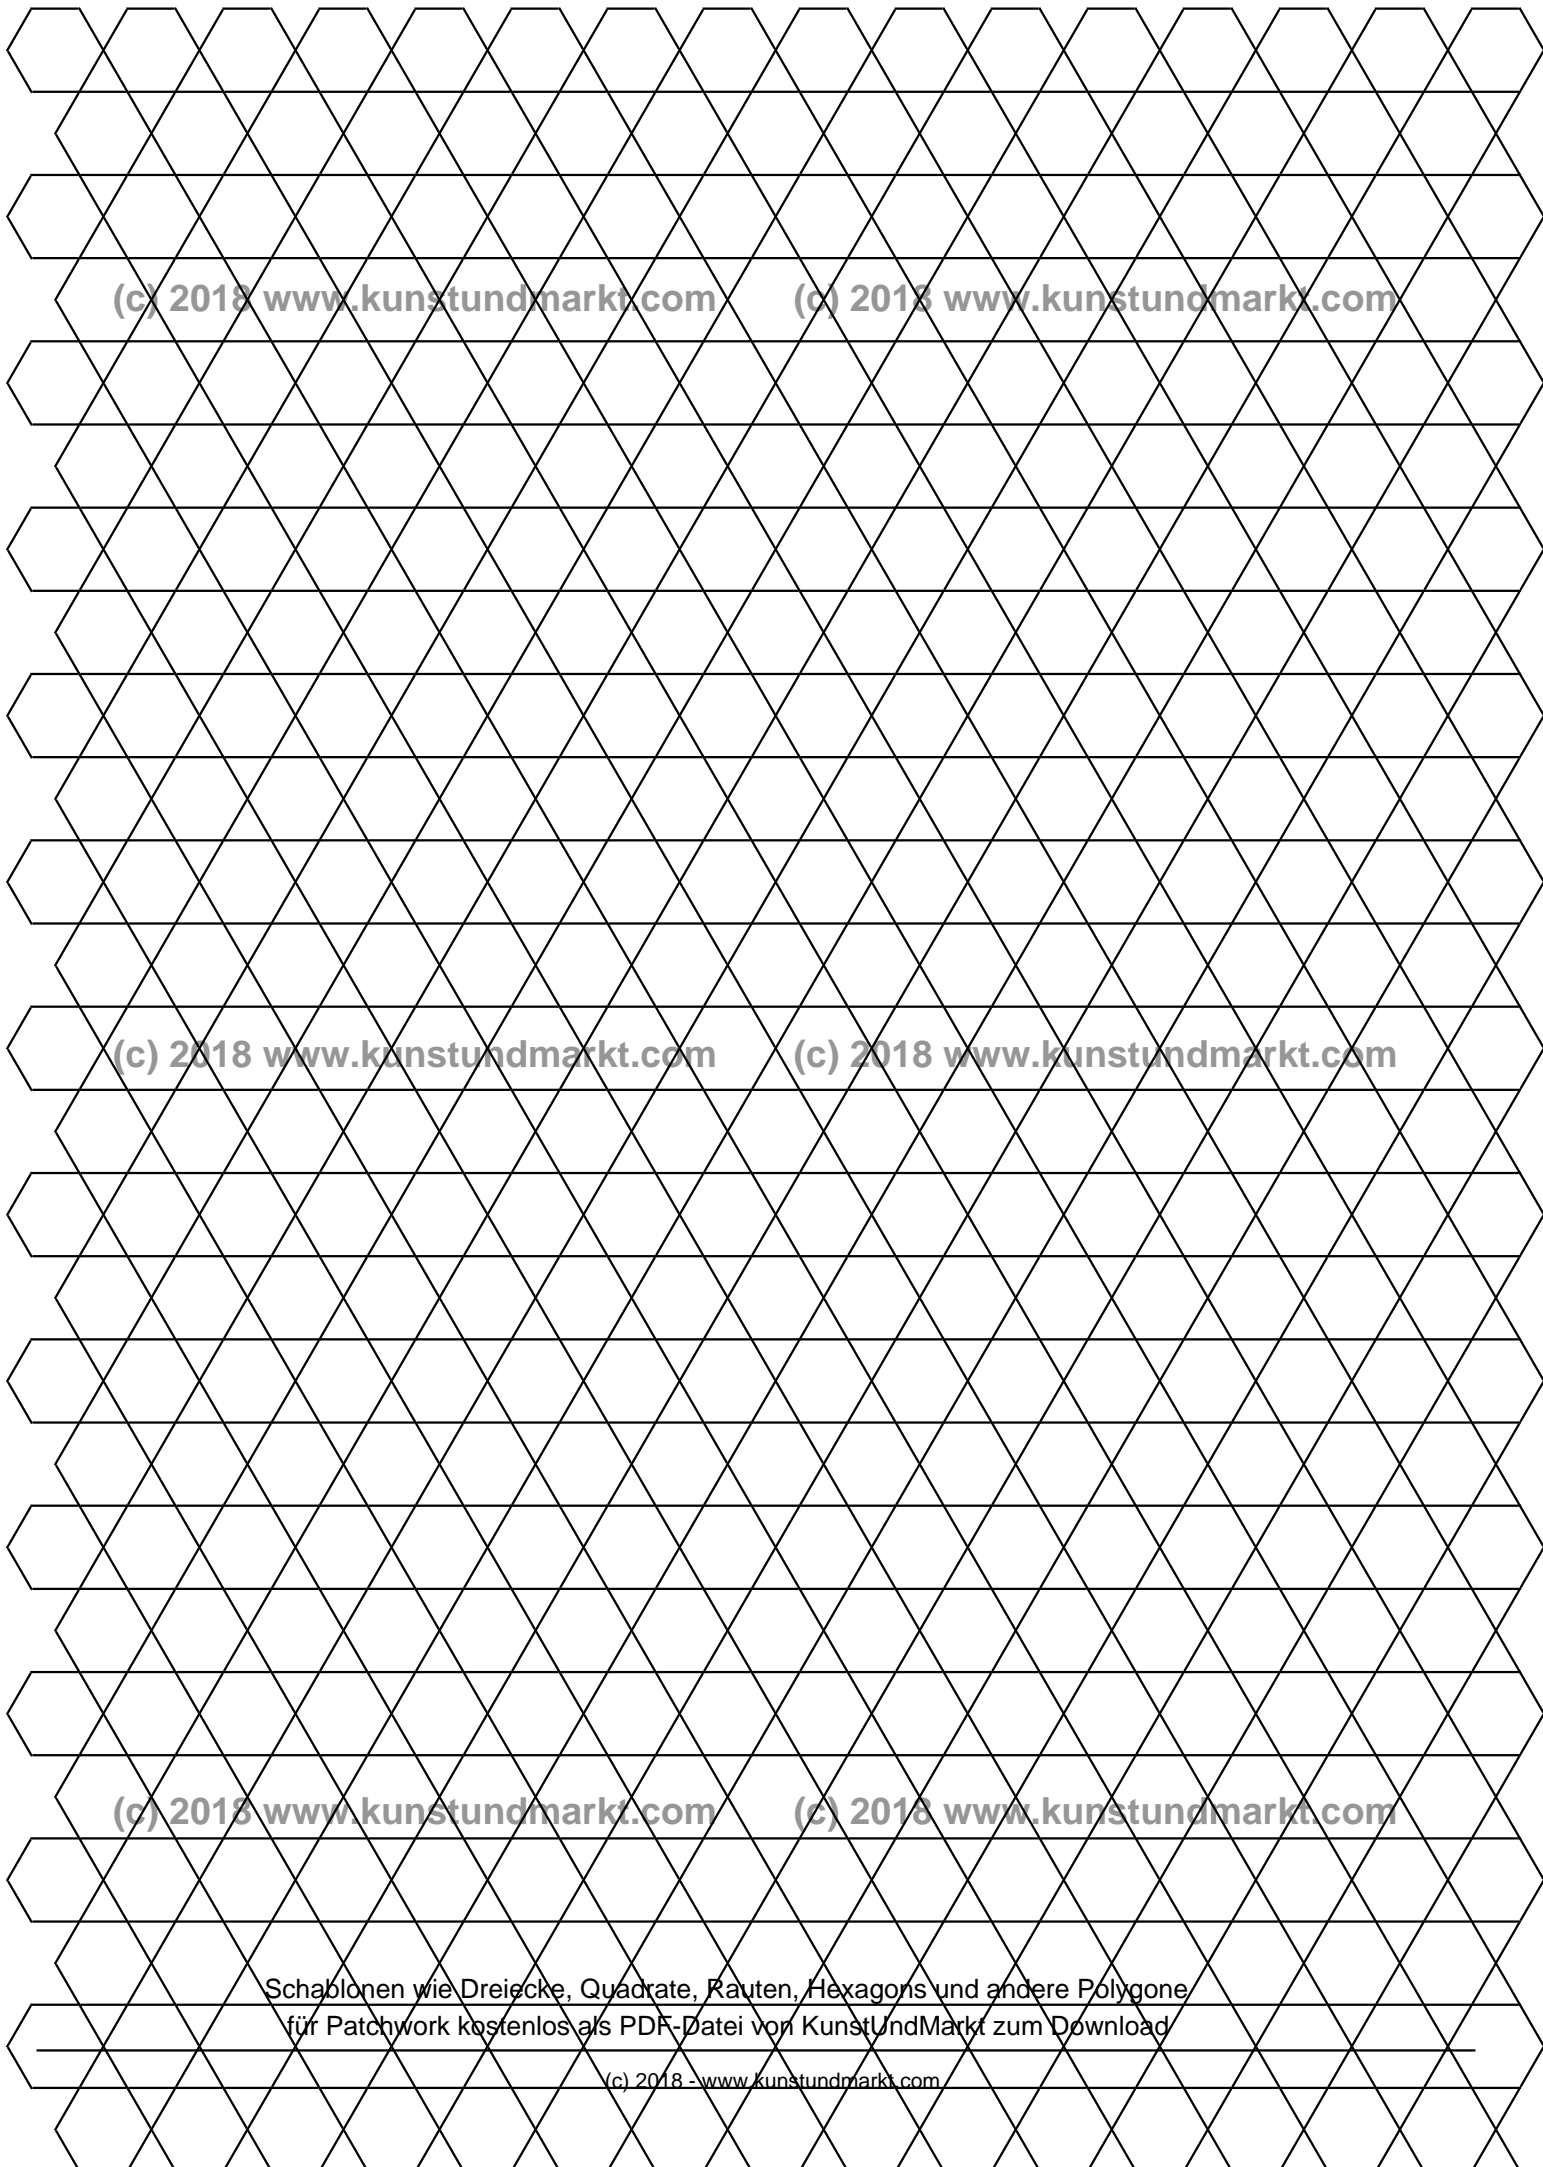 (c) 2018 www.kunstundmarkt.com (c) 2018 www.kunstundmarkt.com
(c) 2018 www.kunstundmarkt.com (c) 2018 www.kunstundmarkt.com
(c) 2018 www.kunstundmarkt.com (c) 2018 www.kunstundmarkt.com
Schablonen wie Dreiecke, Quadrate, Rauten, Hexagons und andere Polygone
für Patchwork kostenlos als PDF-Datei von KunstUndMarkt zum Download
(c) 2018 - www.kunstundmarkt.com